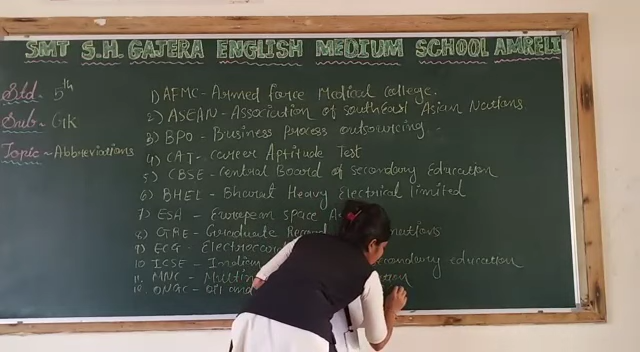 SMT S.H. GAJERA ENGLISH MEDIUM SCHOOL AMRELI
Std. 5th
Sub. GK
Topic ~ Abbreviations
1) AFMC - Armed force Medical College.
2) ASEAN - Association of southeast Asian Nations
3) BPO - Business process outsourcing.
4) CAT - career Aptitude Test
5) CBSE - Central Board of secondary Education
6) BHEL - Bharat Heavy Electrical limited
7) ESA - European space
8) GRE - Graduate Record
9) ECG -
10. ICSE - Indian secondary education
11. MNC -
12. ONGC - Oil and